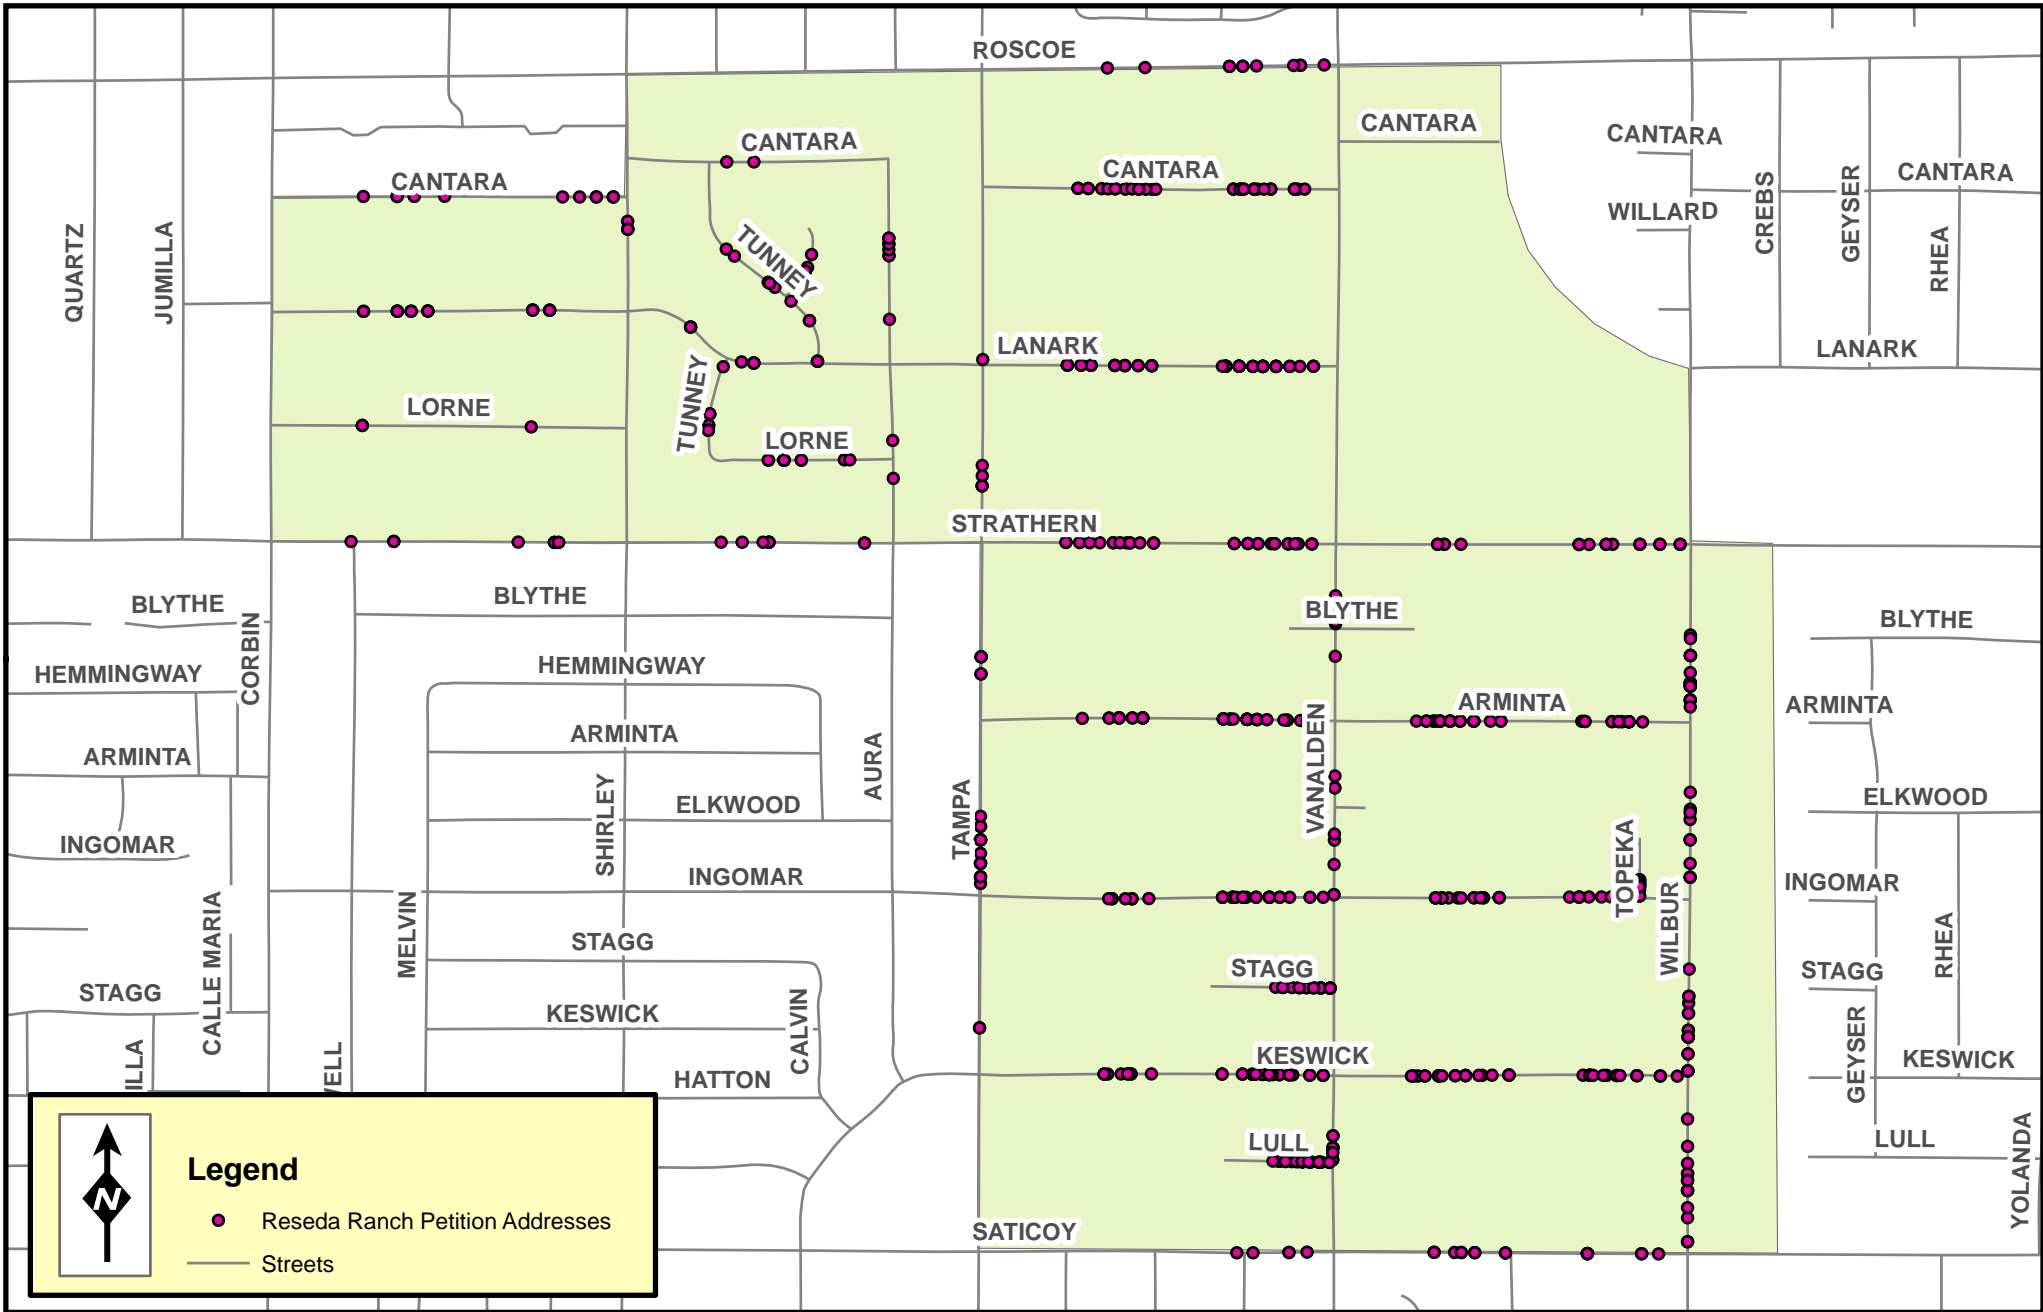 ROSCOE
CANTARA
CANTARA
CANTARA
CANTARA
CANTARA
CANTARA
CANTARA
WILLARD
CREBS
GEYSER
RHEA
QUARTZ
JUMILLA
TUNNEY
LANARK
LANARK
TUNNEY
LORNE
LORNE
STRATHERN
BLYTHE
BLYTHE
BLYTHE
BLYTHE
CORBIN
HEMMINGWAY
HEMMINGWAY
ARMINTA
ARMINTA
ARMINTA
ARMINTA
SHIRLEY
AURA
TAMPA
VANALDEN
ELKWOOD
ELKWOOD
INGOMAR
INGOMAR
INGOMAR
TOPEKA
WILBUR
MELVIN
CALLE MARIA
STAGG
STAGG
STAGG
STAGG
RHEA
KESWICK
KESWICK
KESWICK
CALVIN
GEYSER
ILLA
WELL
HATTON
LULL
LULL
YOLANDA
SATICOY
N
Legend
Reseda Ranch Petition Addresses
Streets